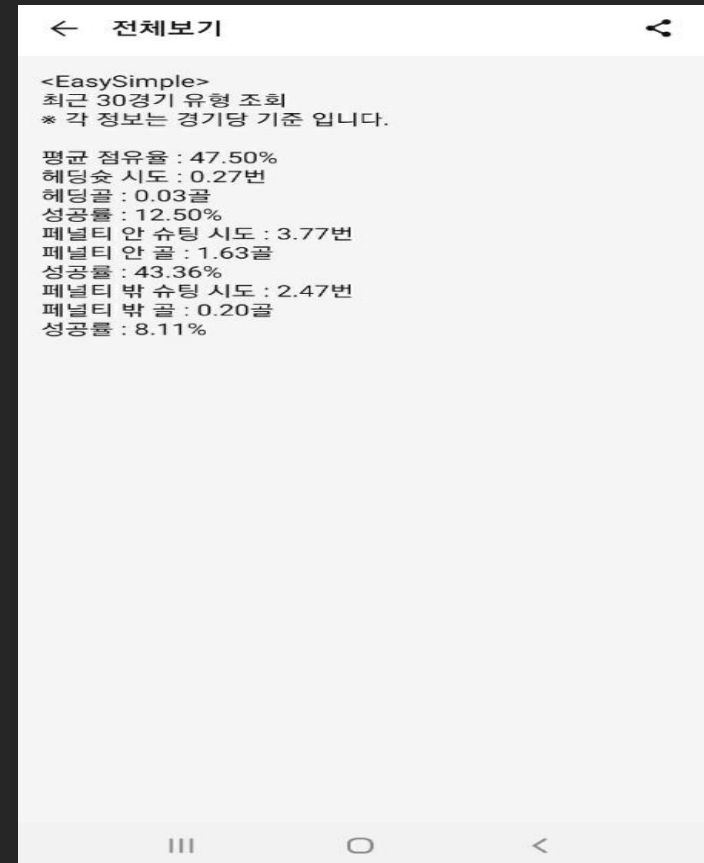 전체보기
<EasySimple>
최근 30경기 유형 조회
※ 각 정보는 경기당 기준 입니다.
평균 점유율 : 47.50%
헤딩슛 시도 : 0.27번
헤딩골 : 0.03골
성공률 : 12.50%
페널티 안 슈팅 시도 : 3.77번
페널티 안 골 : 1.63골
성공률 : 43.36%
페널티 밖 슈팅 시도 : 2.47번
페널티 밖 골 : 0.20골
성공률 : 8.11%